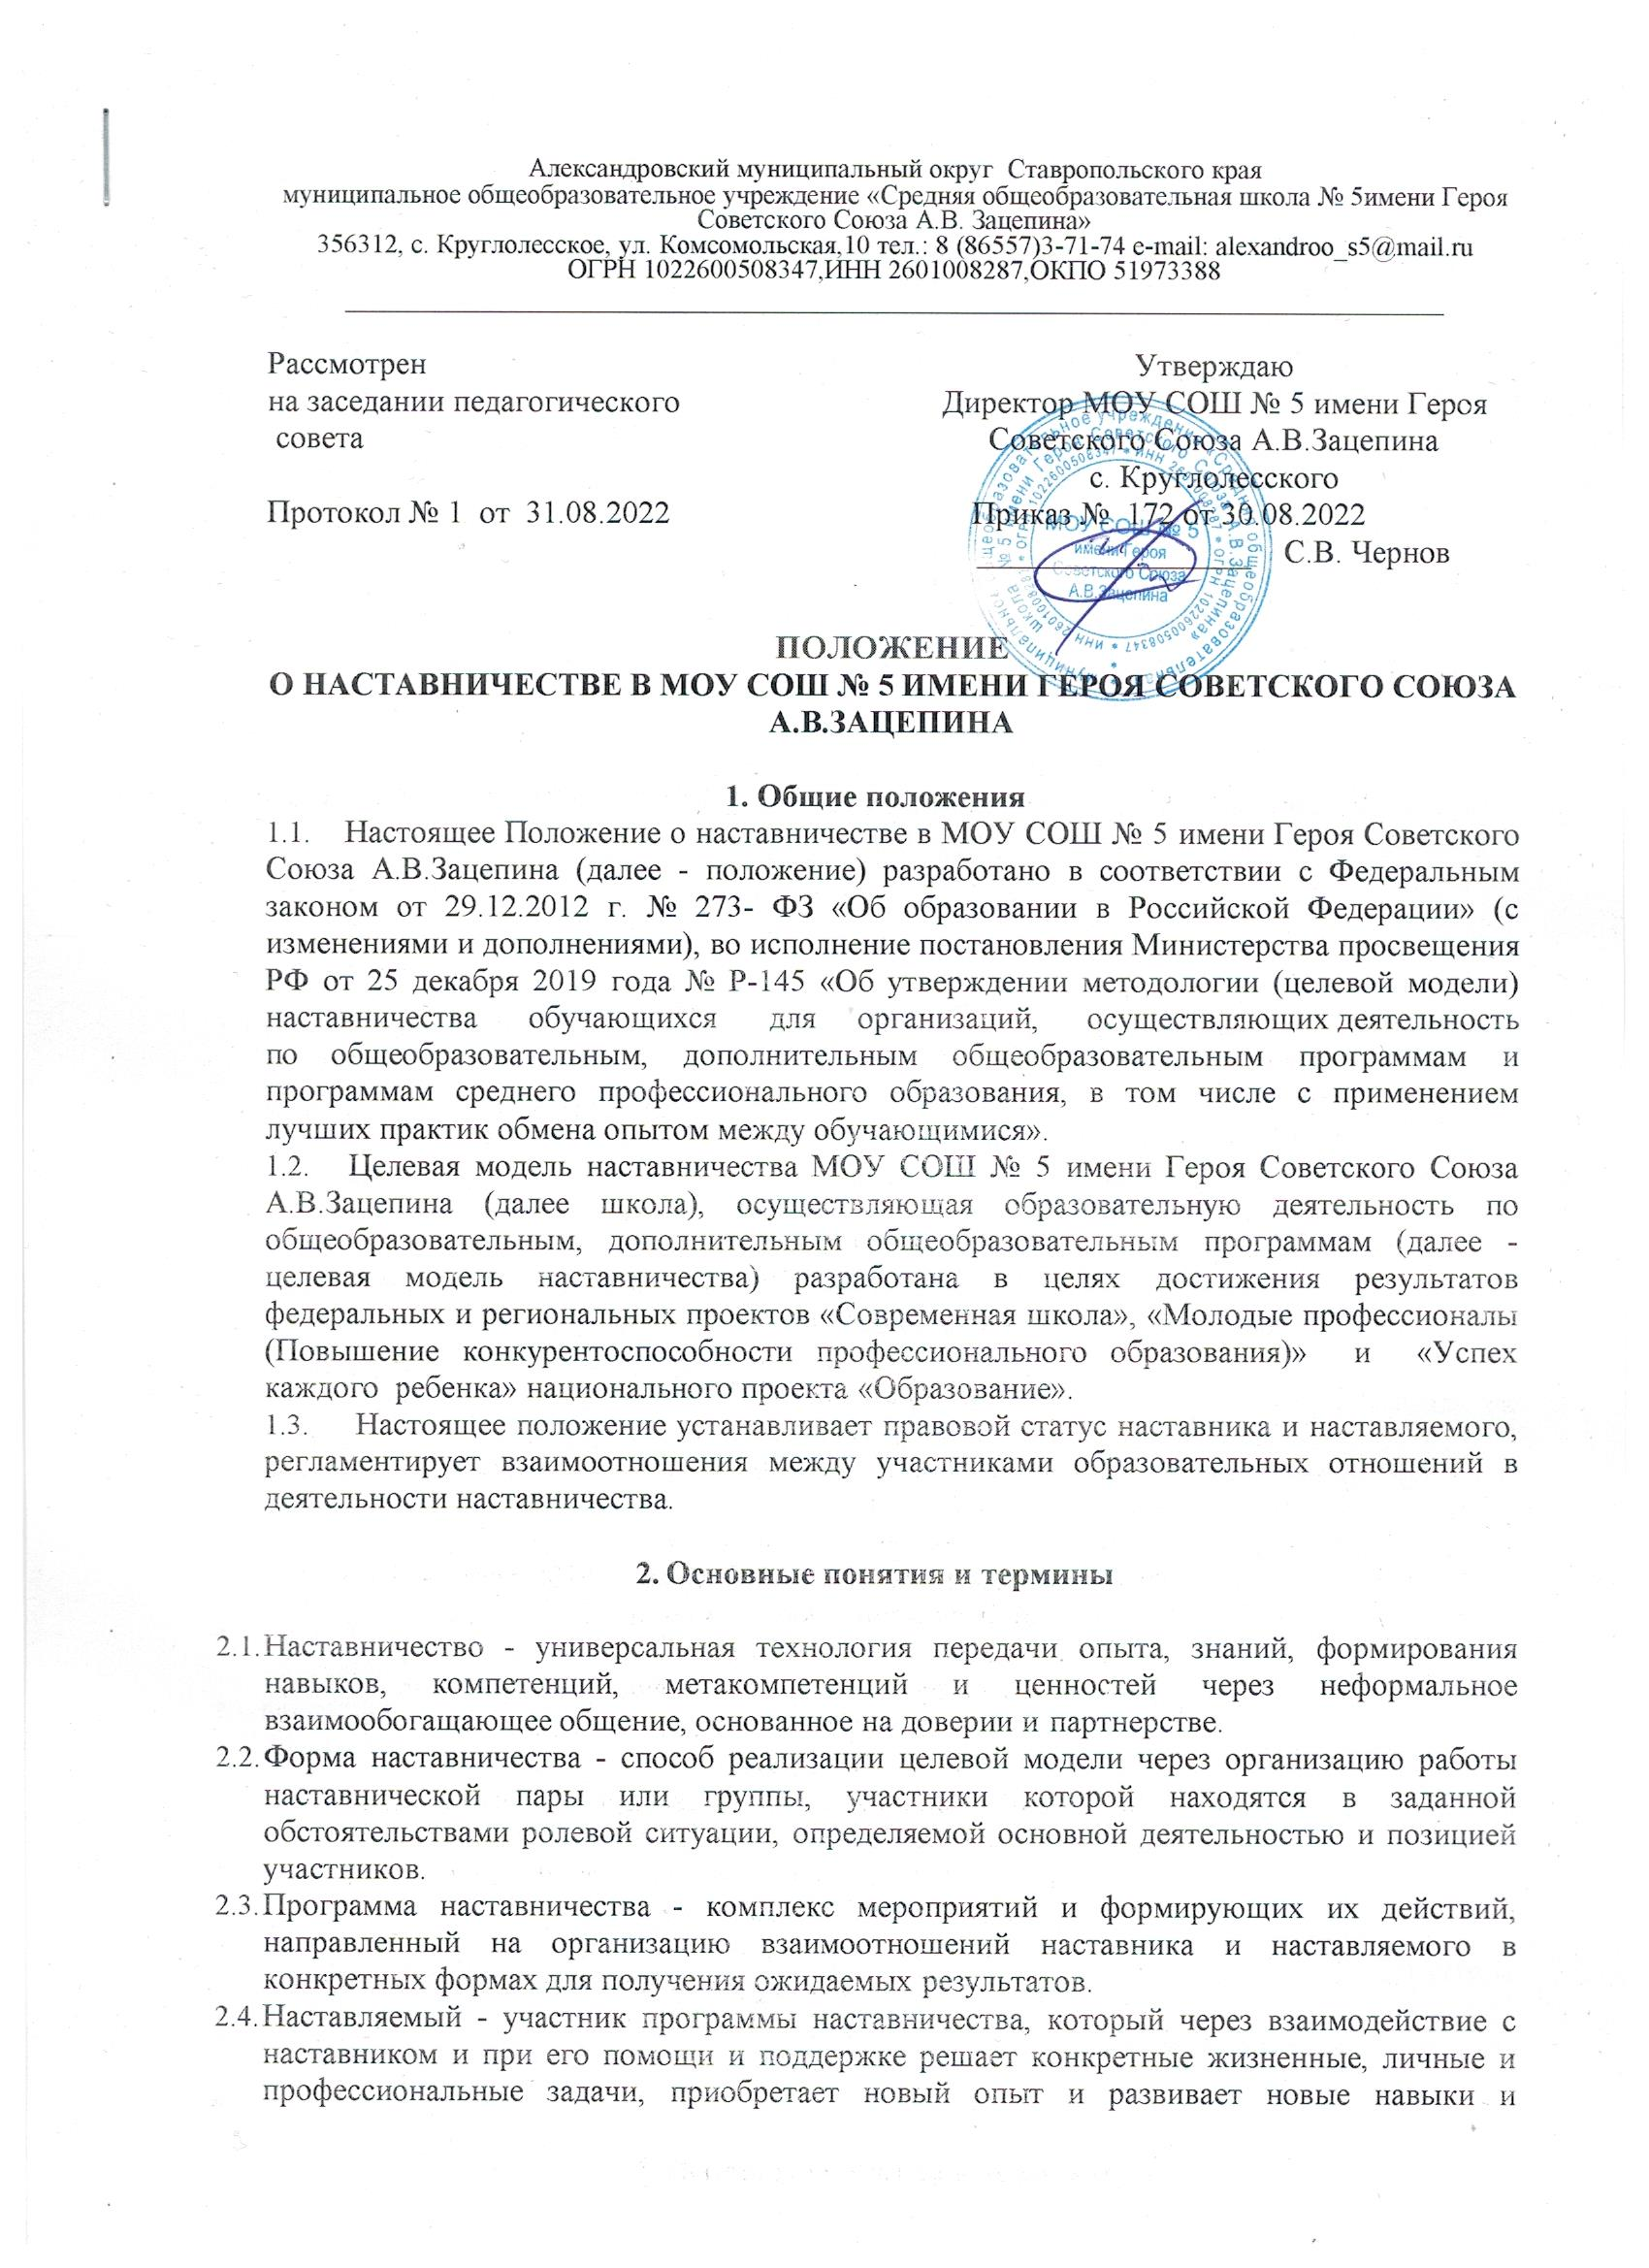 Александровский муниципальный округ  Ставропольского края
муниципальное общеобразовательное учреждение «Средняя общеобразовательная школа № 5имени Героя
Советского Союза А.В. Зацепина»
356312, с. Круглолесское, ул. Комсомольская,10 тел.: 8 (86557)3-71-74 e-mail: alexandroo_s5@mail.ru
ОГРН 1022600508347,ИНН 2601008287,ОКПО 51973388
Рассмотрен
на заседании педагогического
совета
Протокол № 1  от  31.08.2022
Утверждаю
Директор МОУ СОШ № 5 имени Героя
Советского Союза А.В.Зацепина
с. Круглолесского
Приказ №  172 от 30.08.2022
С.В. Чернов
МОУ СОШ № 5
имени Героя
Советского Союза
А.В.Зацепина
ПОЛОЖЕНИЕ
О НАСТАВНИЧЕСТВЕ В МОУ СОШ № 5 ИМЕНИ ГЕРОЯ СОВЕТСКОГО СОЮЗА
А.В.ЗАЦЕПИНА
1. Общие положения
1.1. Настоящее Положение о наставничестве в МОУ СОШ № 5 имени Героя Советского
Союза А.В.Зацепина (далее - положение) разработано в соответствии с Федеральным
законом от 29.12.2012 г. № 273- ФЗ «Об образовании в Российской Федерации» (с
изменениями и дополнениями), во исполнение постановления Министерства просвещения
РФ от 25 декабря 2019 года № Р-145 «Об утверждении методологии (целевой модели)
наставничества обучающихся для организаций, осуществляющих деятельность
по общеобразовательным, дополнительным общеобразовательным программам и
программам среднего профессионального образования, в том числе с применением
лучших практик обмена опытом между обучающимися».
1.2. Целевая модель наставничества МОУ СОШ № 5 имени Героя Советского Союза
А.В.Зацепина (далее школа), осуществляющая образовательную деятельность по
общеобразовательным, дополнительным общеобразовательным программам (далее -
целевая модель наставничества) разработана в целях достижения результатов
федеральных и региональных проектов «Современная школа», «Молодые профессионалы
(Повышение конкурентоспособности профессионального образования)» и «Успех
каждого ребенка» национального проекта «Образование».
1.3. Настоящее положение устанавливает правовой статус наставника и наставляемого,
регламентирует взаимоотношения между участниками образовательных отношений в
деятельности наставничества.
2. Основные понятия и термины
2.1. Наставничество - универсальная технология передачи опыта, знаний, формирования
навыков, компетенций, метакомпетенций и ценностей через неформальное
взаимообогащающее общение, основанное на доверии и партнерстве.
2.2. Форма наставничества - способ реализации целевой модели через организацию работы
наставнической пары или группы, участники которой находятся в заданной
обстоятельствами ролевой ситуации, определяемой основной деятельностью и позицией
участников.
2.3. Программа наставничества - комплекс мероприятий и формирующих их действий,
направленный на организацию взаимоотношений наставника и наставляемого в
конкретных формах для получения ожидаемых результатов.
2.4. Наставляемый - участник программы наставничества, который через взаимодействие с
наставником и при его помощи и поддержке решает конкретные жизненные, личные и
профессиональные задачи, приобретает новый опыт и развивает новые навыки и